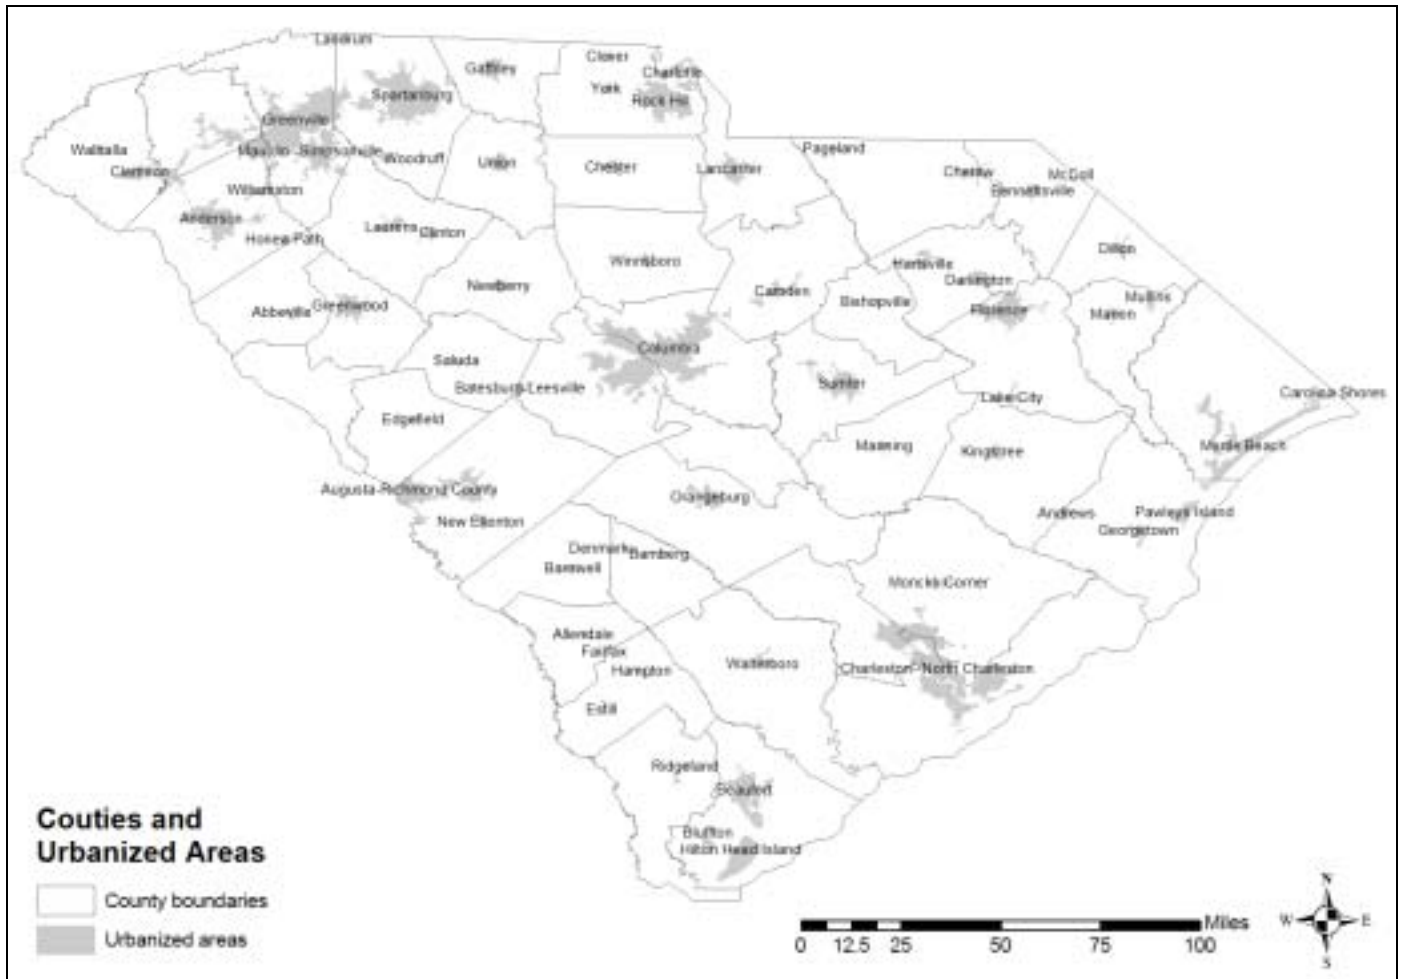 Landrum
Gaffney
Clover
Charlotte
York
Rock Hill
Spartanburg
Greenville
Walhalla
Clemson
Mauldin--Simpsonville
Woodruff
Union
Chester
Lancaster
Pageland
Cheraw
McColl
Bennettsville
Williamston
Anderson
Honea Path
Laurens
Clinton
Winnsboro
Dillon
Hartsville
Darlington
Newberry
Camden
Bishopville
Mullins
Marion
Florence
Abbeville
Greenwood
Columbia
Saluda
Batesburg-Leesville
Sumter
Lake City
Carolina Shores
Edgefield
Manning
Kingstree
Myrtle Beach
Augusta-Richmond County
Orangeburg
New Ellenton
Andrews
Pawleys Island
Georgetown
Denmark
Bamberg
Barnwell
Moncks Corner
Allendale
Fairfax
Hampton
Walterboro
Charleston--North Charleston
Estill
Ridgeland
Beaufort
Bluffton
Hilton Head Island
Couties and
Urbanized Areas
County boundaries
Urbanized areas
Miles
0 12.5 25 50 75 100
N
W E
S